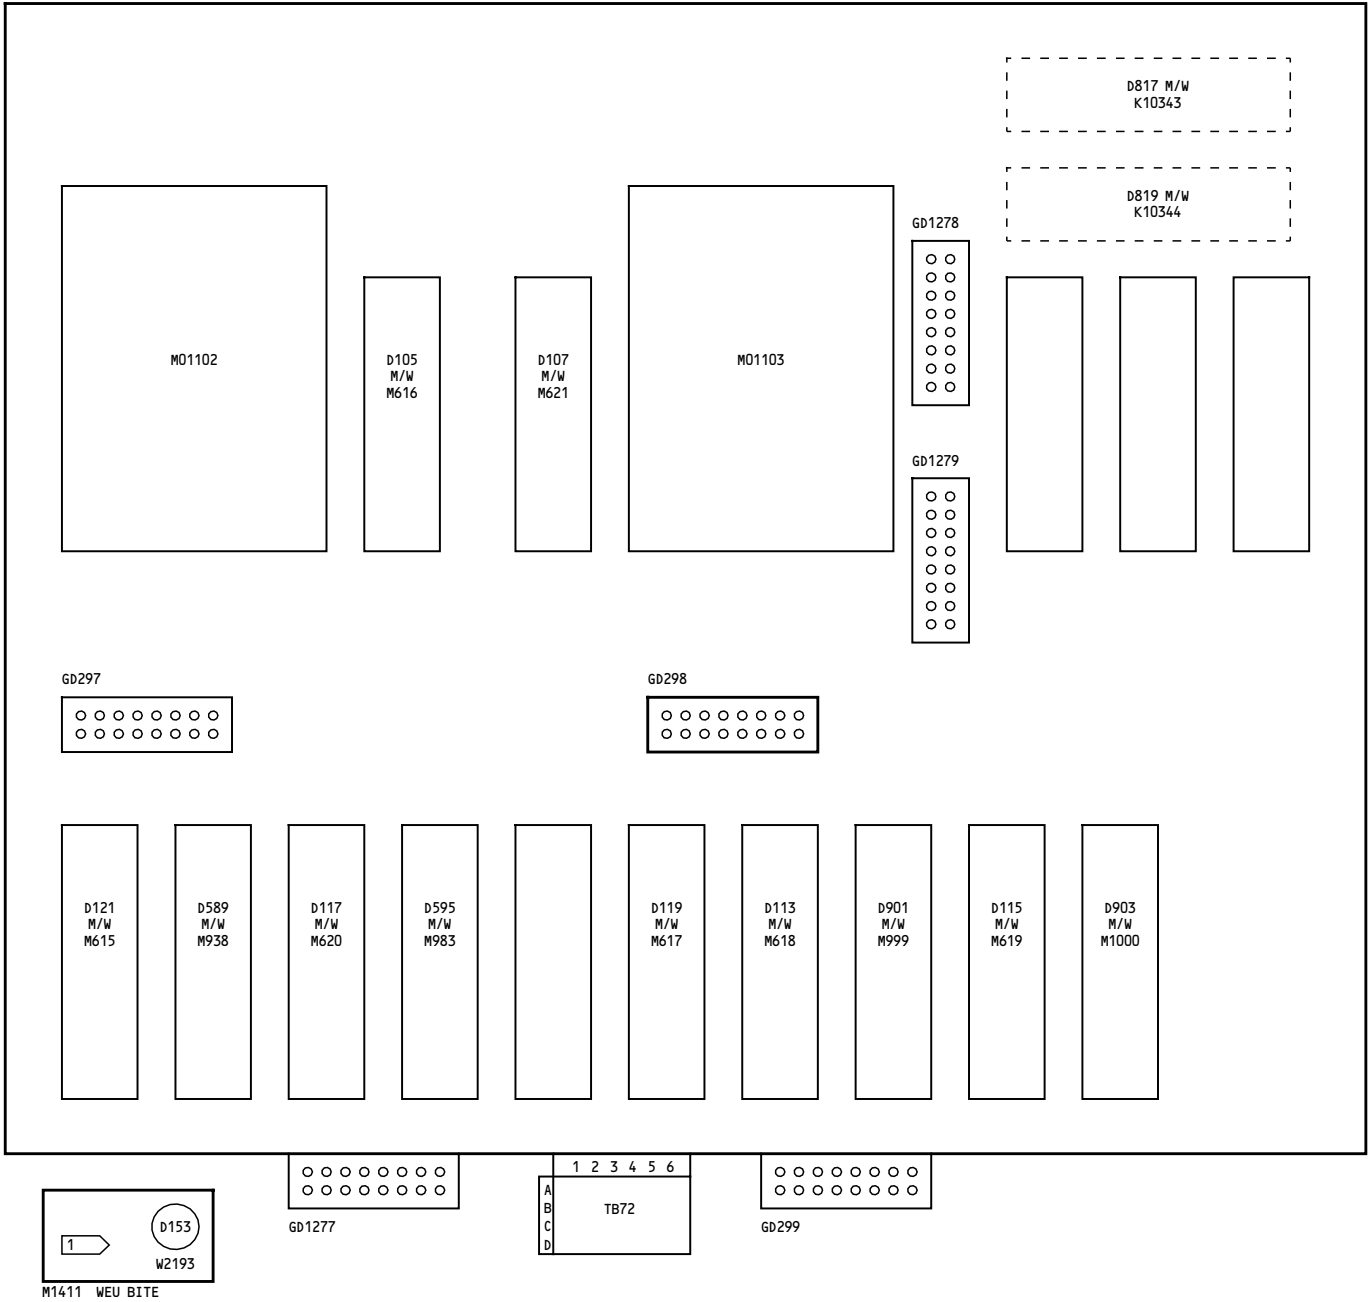 D817 M/W
K10343
D819 M/W
K10344
GD1278
M01102
D105
M/W
M616
D107
M/W
M621
M01103
GD1279
GD297
GD298
D121
M/W
M615
D589
M/W
M938
D117
M/W
M620
D595
M/W
M983
D119
M/W
M617
D113
M/W
M618
D901
M/W
M999
D115
M/W
M619
D903
M/W
M1000
1 2 3 4 5 6
A
B
C
D
TB72
GD1277
GD299
D153
1
W2193
M1411 WEU BITE